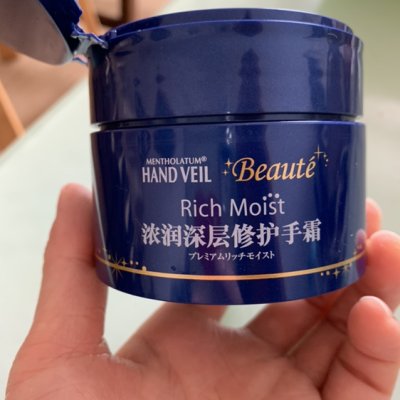 MENTHOLATUM®
HAND VEIL Beauté
Rich Moist
浓润深层修护手霜
プレミアムリッチモイスト